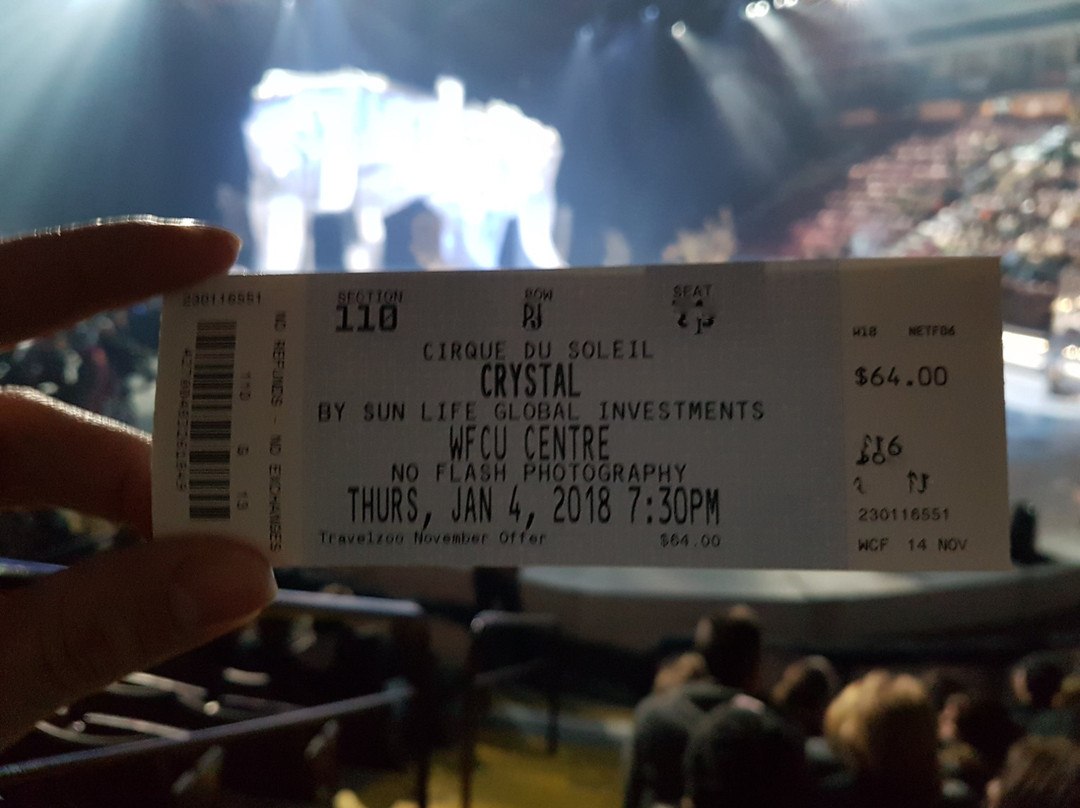 230116551
NO REFUNDS - NO EXCHANGES
SECTION ROW SEAT
110
CIRQUE DU SOLEIL
CRYSTAL
BY SUN LIFE GLOBAL INVESTMENTS
WFCU CENTRE
NO FLASH PHOTOGRAPHY
THURS, JAN 4, 2018 7:30PM
Travelzoo November Offer $64.00
W18 NETF06
$64.00
230116551
WCF 14 NOV